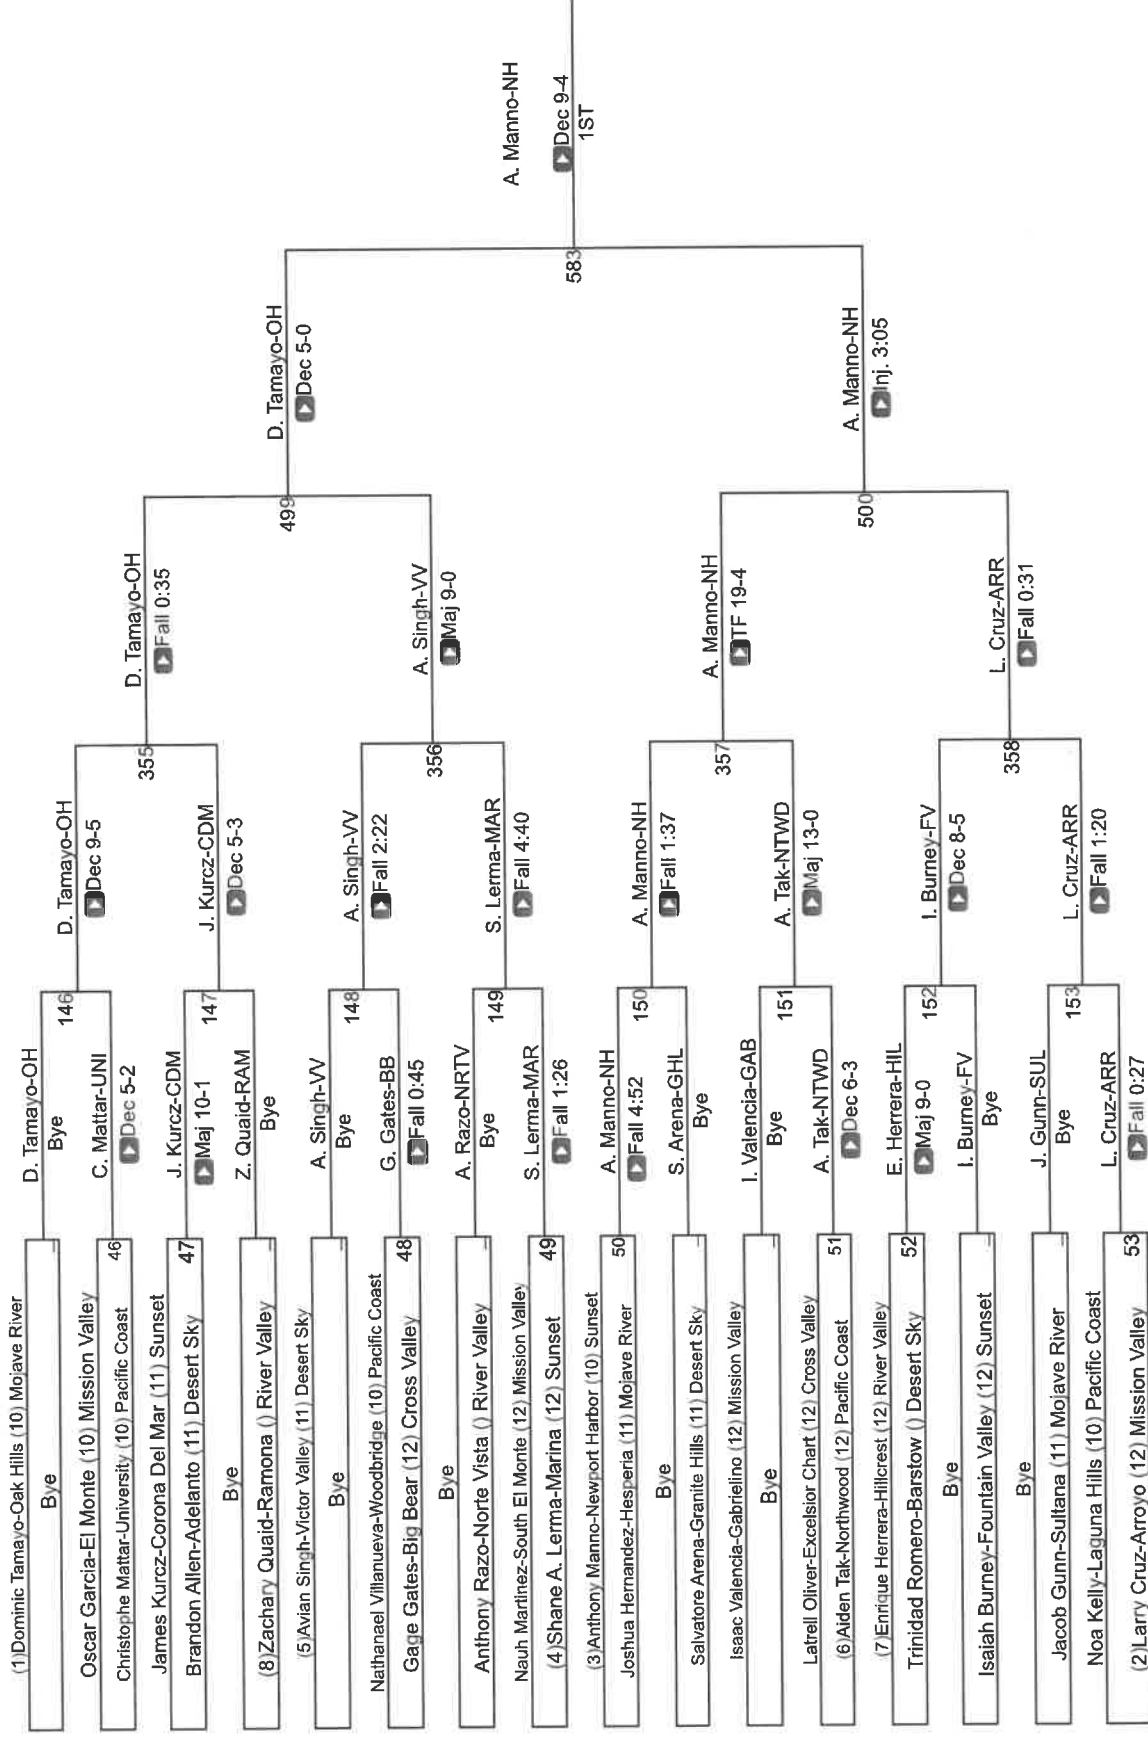 (1)Dominic Tamayo-Oak Hills (10) Mojave River
Bye
Oscar Garcia-El Monte (10) Mission Valley
Christophe Mattar-University (10) Pacific Coast
46
James Kurcz-Corona Del Mar (11) Sunset
Brandon Allen-Adelanto (11) Desert Sky
47
Bye
(8)Zachary Quaid-Ramona () River Valley
(5)Avian Singh-Victor Valley (11) Desert Sky
Bye
Nathanael Villanueva-Woodbridge (10) Pacific Coast
Gage Gates-Big Bear (12) Cross Valley
48
Bye
Anthony Razo-Norte Vista () River Valley
Nauh Martinez-South El Monte (12) Mission Valley
(4)Shane A. Lerma-Marina (12) Sunset
49
(3)Anthony Manno-Newport Harbor (10) Sunset
Joshua Hernandez-Hesperia (11) Mojave River
50
Bye
Salvatore Arena-Granite Hills (11) Desert Sky
Isaac Valencia-Gabrielino (12) Mission Valley
Bye
Latrell Oliver-Excelsior Chart (12) Cross Valley
(6)Aiden Tak-Northwood (12) Pacific Coast
51
(7)Enrique Herrera-Hillcrest (12) River Valley
Trinidad Romero-Barstow () Desert Sky
52
Bye
Isaiah Burney-Fountain Valley (12) Sunset
Bye
Jacob Gunn-Sultana (11) Mojave River
Noa Kelly-Laguna Hills (10) Pacific Coast
(2)Larry Cruz-Arroyo (12) Mission Valley
53
D. Tamayo-OH
Bye
146
C. Mattar-UNI
Dec 5-2
J. Kurcz-CDM
Maj 10-1
147
Z. Quaid-RAM
Bye
A. Singh-VV
Bye
148
G. Gates-BB
Fall 0:45
A. Razo-NRTV
Bye
149
S. Lerma-MAR
Fall 1:26
A. Manno-NH
Fall 4:52
150
S. Arena-GHL
Bye
I. Valencia-GAB
Bye
151
A. Tak-NTWD
Dec 6-3
E. Herrera-HIL
Maj 9-0
152
I. Burney-FV
Bye
J. Gunn-SUL
Bye
153
L. Cruz-ARR
Fall 0:27
D. Tamayo-OH
Dec 9-5
355
J. Kurcz-CDM
Dec 5-3
A. Singh-VV
Fall 2:22
356
S. Lerma-MAR
Fall 4:40
A. Manno-NH
Fall 1:37
357
A. Tak-NTWD
Maj 13-0
I. Burney-FV
Dec 8-5
358
L. Cruz-ARR
Fall 1:20
D. Tamayo-OH
Fall 0:35
499
A. Singh-VV
Maj 9-0
A. Manno-NH
TF 19-4
500
L. Cruz-ARR
Fall 0:31
D. Tamayo-OH
Dec 5-0
583
A. Manno-NH
Inj. 3:05
A. Manno-NH
Dec 9-4
1ST